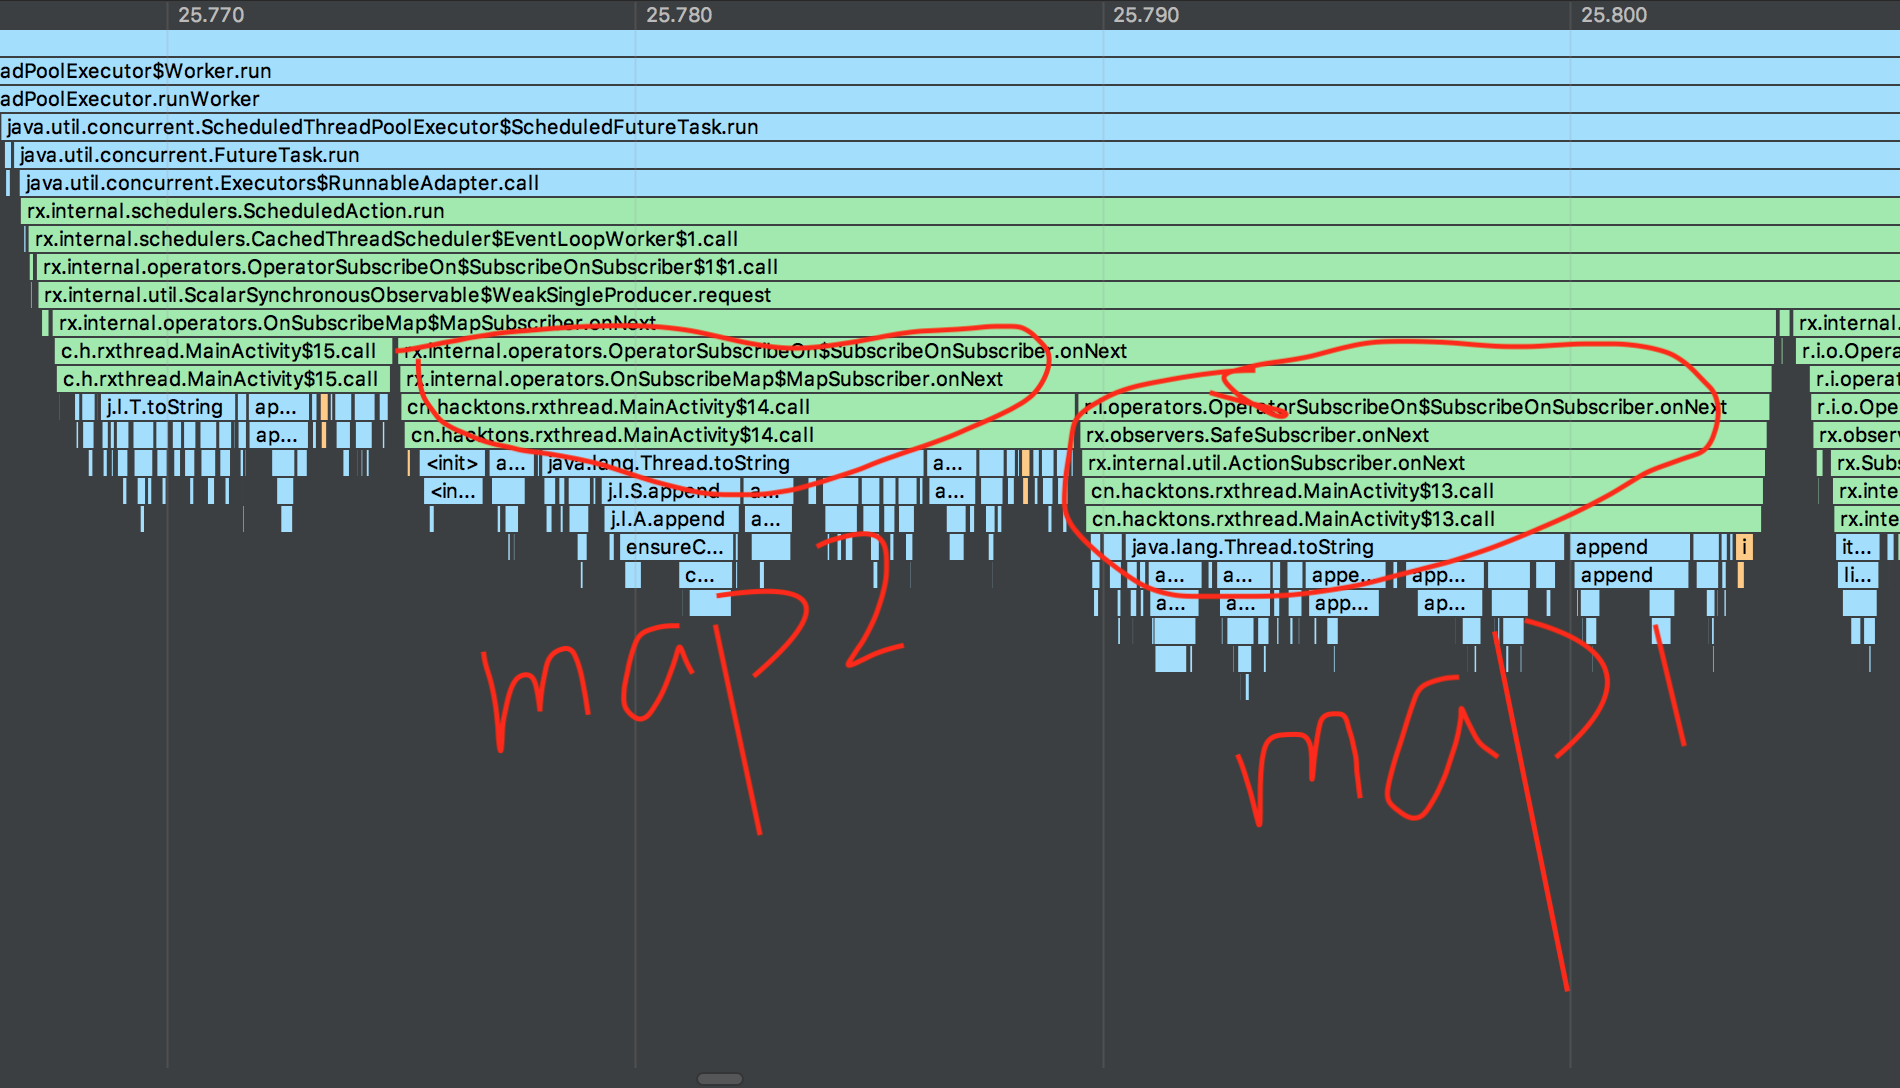 25.770 25.780 25.790 25.800
adPoolExecutor$Worker.run
adPoolExecutor.runWorker
java.util.concurrent.ScheduledThreadPoolExecutor$ScheduledFutureTask.run
java.util.concurrent.FutureTask.run
java.util.concurrent.Executors$RunnableAdapter.call
rx.internal.schedulers.ScheduledAction.run
rx.internal.schedulers.CachedThreadScheduler$EventLoopWorker$1.call
rx.internal.operators.OperatorSubscribeOn$SubscribeOnSubscriber$1$1.call
rx.internal.util.ScalarSynchronousObservable$WeakSingleProducer.request
rx.internal.operators.OnSubscribeMap$MapSubscriber.onNext rx.internal.
c.h.rxthread.MainActivity$15.call rx.internal.operators.OperatorSubscribeOn$SubscribeOnSubscriber.onNext r.i.o.Opera
c.h.rxthread.MainActivity$15.call rx.internal.operators.OnSubscribeMap$MapSubscriber.onNext r.i.operat
j.l.T.toString ap... cn.hacktons.rxthread.MainActivity$14.call r.i.operators.OperatorSubscribeOn$SubscribeOnSubscriber.onNext r.i.o.Ope
ap... cn.hacktons.rxthread.MainActivity$14.call rx.observers.SafeSubscriber.onNext rx.observ
<init> a... java.lang.Thread.toString a... rx.internal.util.ActionSubscriber.onNext rx.Subs
<in... j.l.S.append a... a... cn.hacktons.rxthread.MainActivity$13.call rx.inte
j.l.A.append a... cn.hacktons.rxthread.MainActivity$13.call rx.inte
ensureC... java.lang.Thread.toString append i it...
c... a... a... appe... app... append li...
a... a... app... ap...
map2
map1